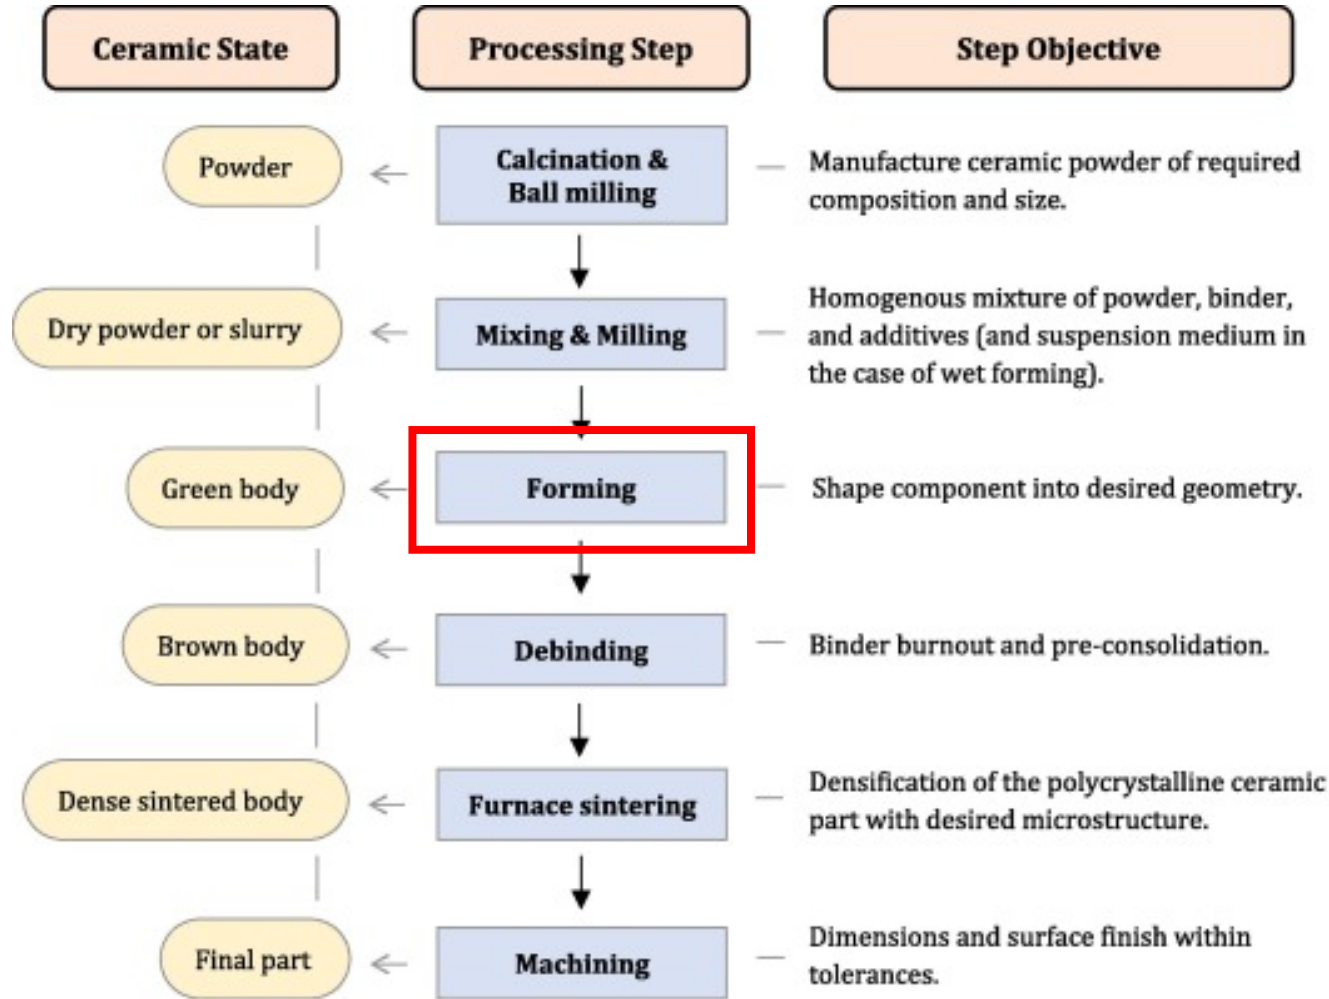 Ceramic State
Processing Step
Step Objective
Powder
Calcination &
Ball milling
Manufacture ceramic powder of required
composition and size.
Dry powder or slurry
Mixing & Milling
Homogenous mixture of powder, binder,
and additives (and suspension medium in
the case of wet forming).
Green body
Forming
Shape component into desired geometry.
Brown body
Debinding
Binder burnout and pre-consolidation.
Dense sintered body
Furnace sintering
Densification of the polycrystalline ceramic
part with desired microstructure.
Final part
Machining
Dimensions and surface finish within
tolerances.